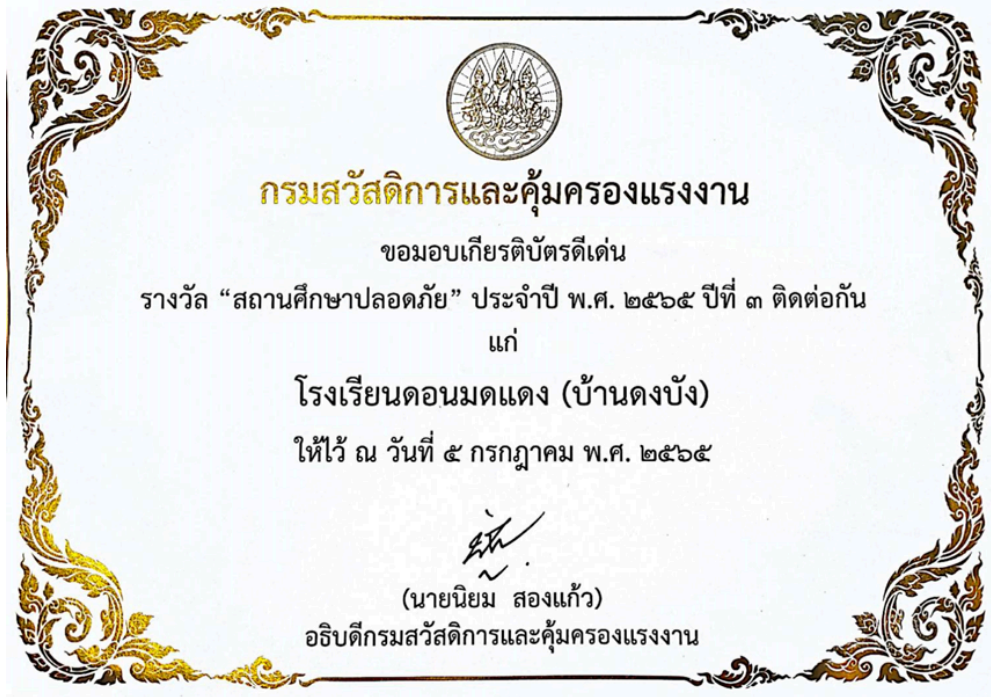 กรมสวัสดิการและคุ้มครองแรงงาน
ขอมอบเกียรติบัตรดีเด่น
รางวัล “สถานศึกษาปลอดภัย” ประจำปี พ.ศ. ๒๕๖๕ ปีที่ ๓ ติดต่อกัน
แก่
โรงเรียนดอนมดแดง (บ้านดงบัง)
ให้ไว้ ณ วันที่ ๕ กรกฎาคม พ.ศ. ๒๕๖๕
(นายนิยม สองแก้ว)
อธิบดีกรมสวัสดิการและคุ้มครองแรงงาน